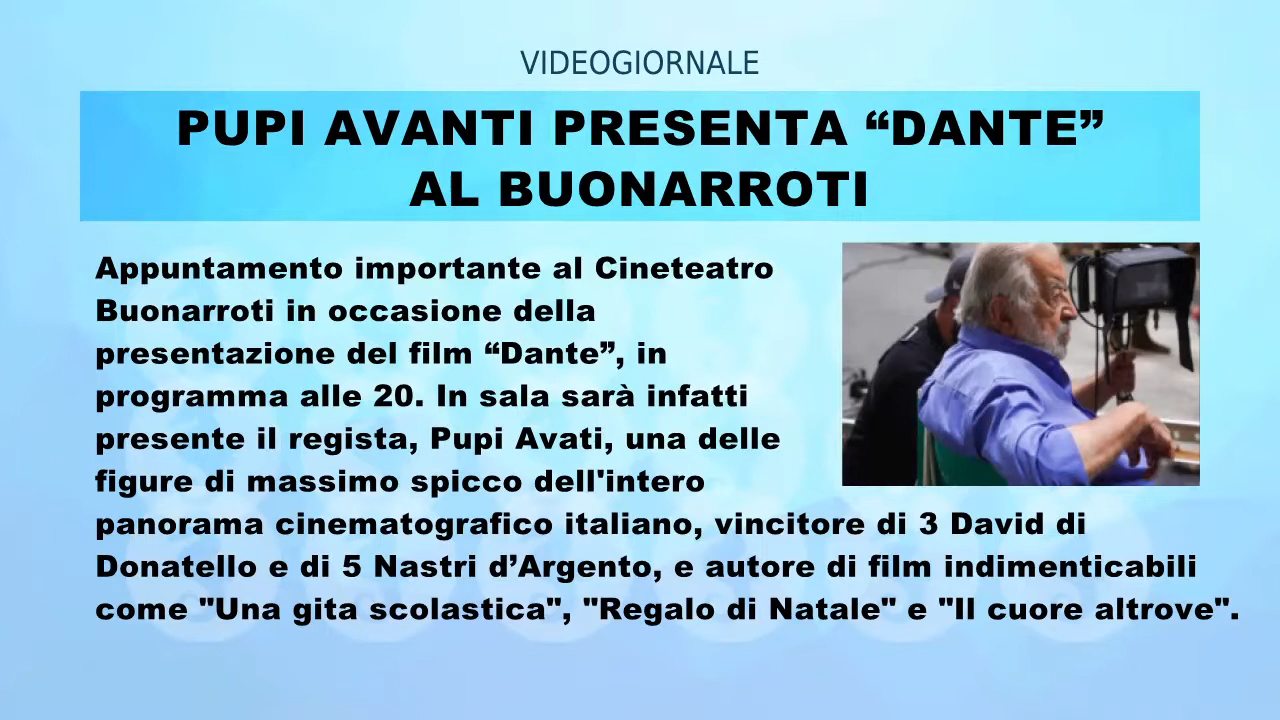 VIDEOGIORNALE
PUPI AVANTI PRESENTA “DANTE”
AL BUONARROTI
Appuntamento importante al Cineteatro
Buonarroti in occasione della
presentazione del film “Dante”, in
programma alle 20. In sala sarà infatti
presente il regista, Pupi Avati, una delle
figure di massimo spicco dell'intero
panorama cinematografico italiano, vincitore di 3 David di
Donatello e di 5 Nastri d’Argento, e autore di film indimenticabili
come "Una gita scolastica", "Regalo di Natale" e "Il cuore altrove".